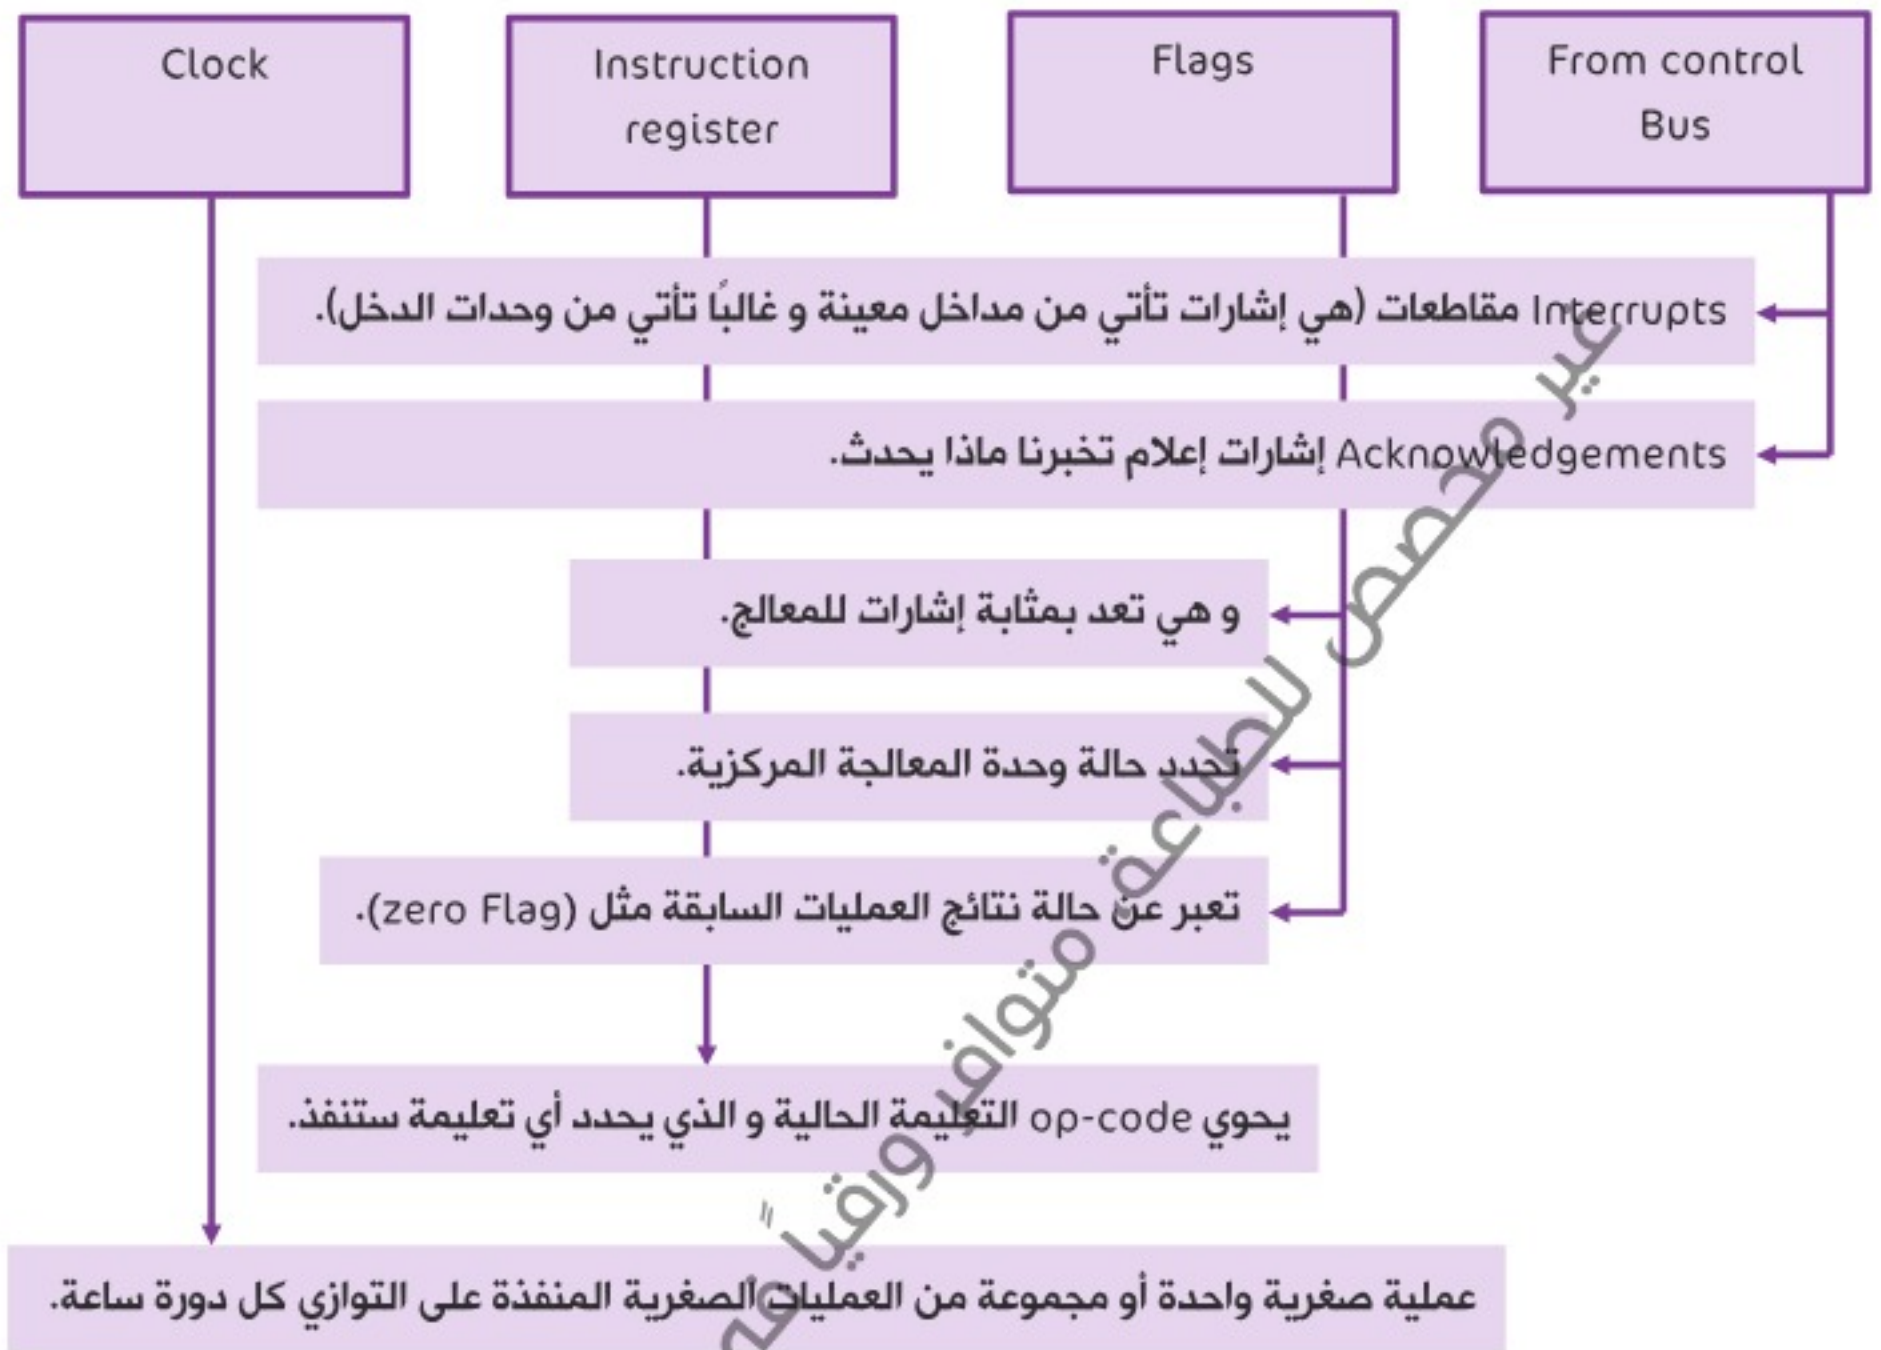 Clock
Instruction
register
Flags
From control
Bus
Interrupts مقاطعات (هي إشارات تأتي من مداخل معينة و غالبًا تأتي من وحدات الدخل).
Acknowledgements إشارات إعلام تخبرنا ماذا يحدث.
و هي تعد بمثابة إشارات للمعالج.
تحدد حالة وحدة المعالجة المركزية.
تعبر عن حالة نتائج العمليات السابقة مثل (zero Flag).
يحوي op-code التعليمة الحالية و الذي يحدد أي تعليمة ستنفذ.
عملية صغرية واحدة أو مجموعة من العمليات الصغرية المنفذة على التوازي كل دورة ساعة.
غير مخصص للطباعة متوافر ورقياً